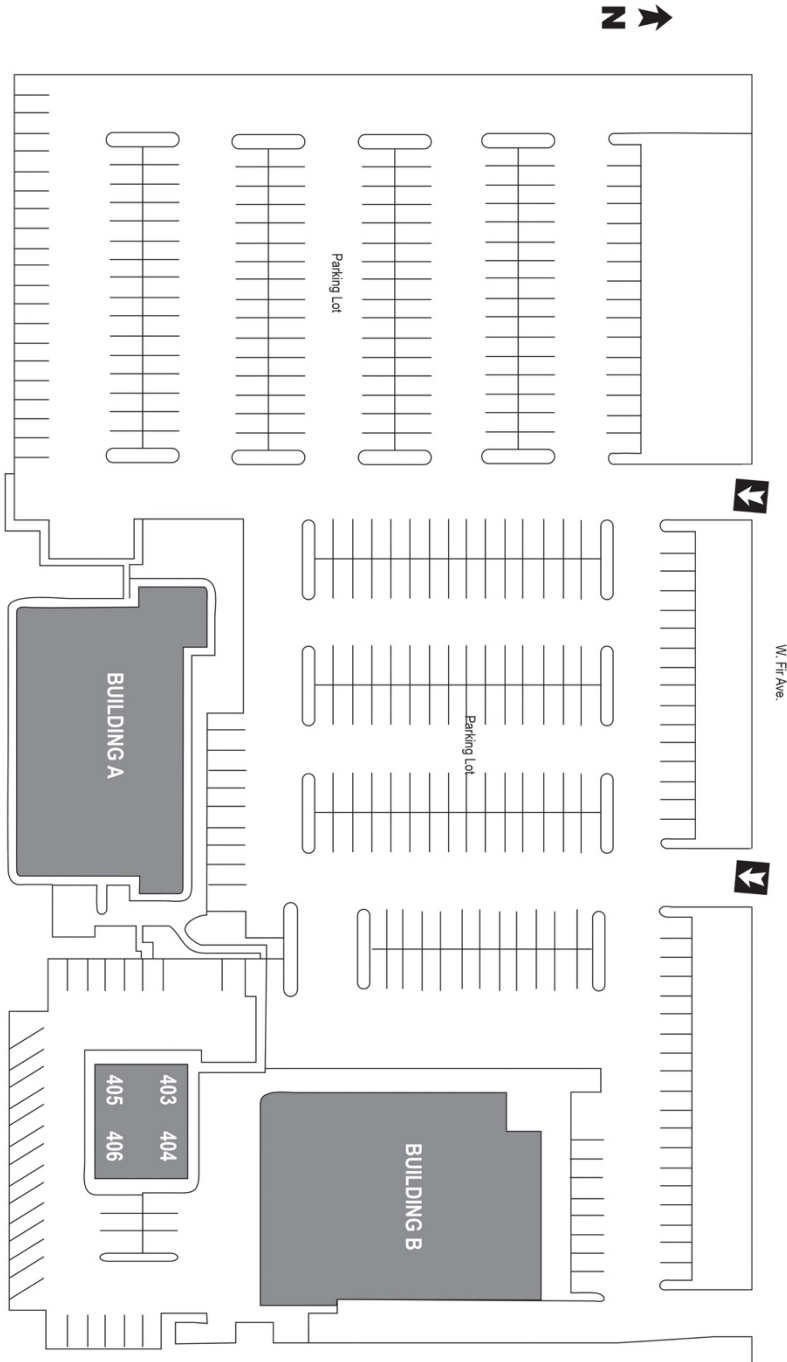 N
Parking Lot
W. Fir Ave.
Parking Lot
BUILDING A
403 404
405 406
BUILDING B